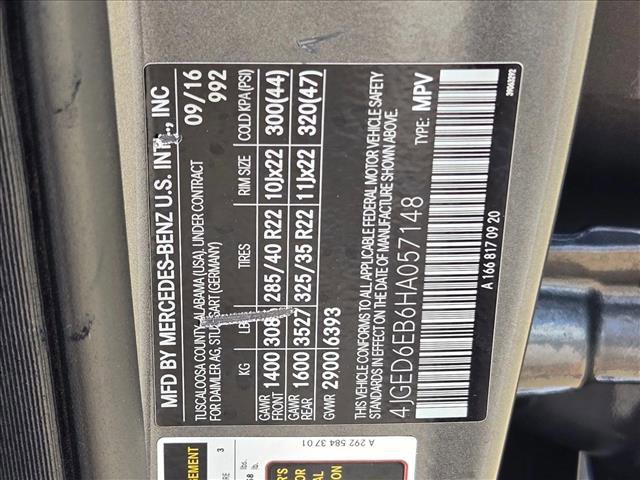 MFD BY MERCEDES-BENZ U.S. INT'L., INC
TUSCALOOSA COUNTY, ALABAMA (USA) UNDER CONTRACT 09/16
FOR DAIMLER AG, STUTTGART (GERMANY) 992
KG LB TIRES RIM SIZE COLD KPA(PSI)
GAWR FRONT 1400 308 285/40 R22 10Jx22 300(44)
GAWR REAR 1600 3527 325/35 R22 11Jx22 320(47)
GVWR 2900 6393
THIS VEHICLE CONFORMS TO ALL APPLICABLE FEDERAL MOTOR VEHICLE SAFETY
STANDARDS IN EFFECT ON THE DATE OF MANUFACTURE SHOWN ABOVE.
4JGED6EB6HA057148 TYPE: MPV
A 166 817 09 20
A 292 584 37 01
3
lbs.
lb.